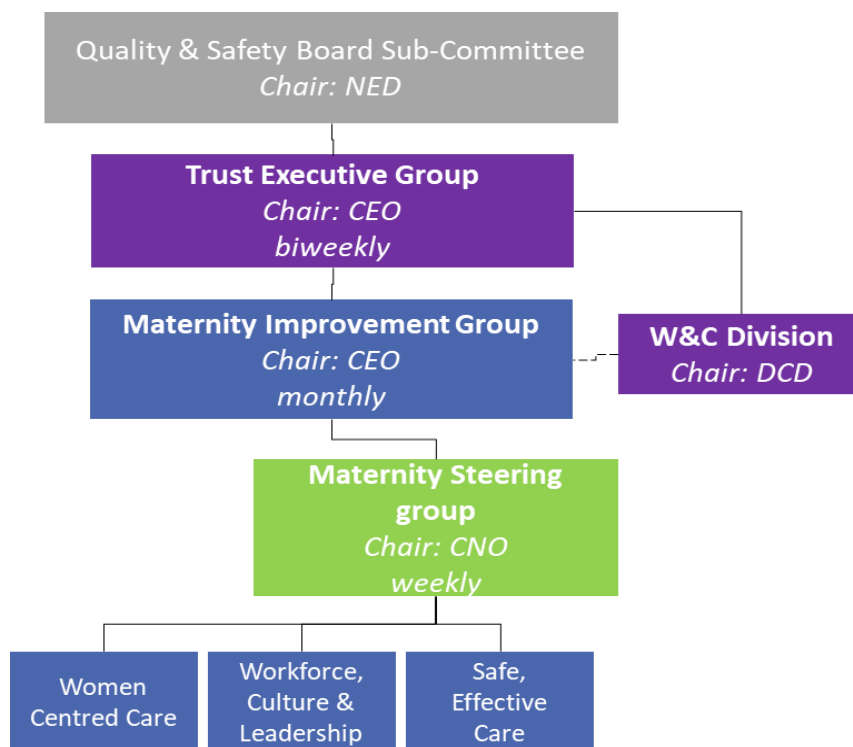 Quality & Safety Board Sub-Committee
Chair: NED
Trust Executive Group
Chair: CEO
biweekly
Maternity Improvement Group
Chair: CEO
monthly
W&C Division
Chair: DCD
Maternity Steering
group
Chair: CNO
weekly
Women
Centred Care
Workforce,
Culture &
Leadership
Safe,
Effective
Care